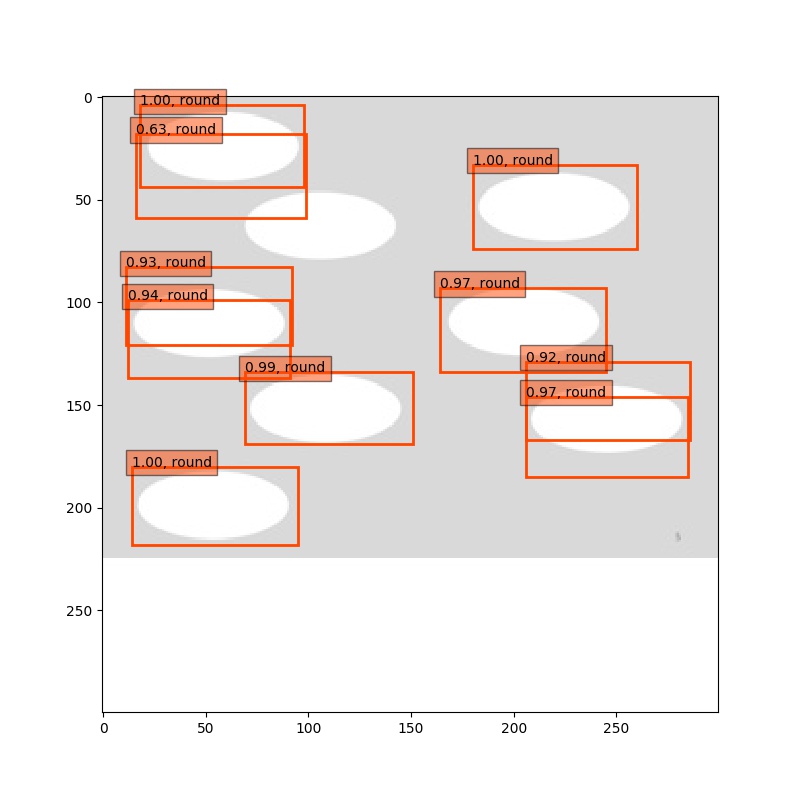 0
1.00, round
0.63, round
50
1.00, round
0.93, round
0.94, round
100
0.97, round
0.92, round
0.99, round
150
0.97, round
1.00, round
200
250
0
50
100
150
200
250